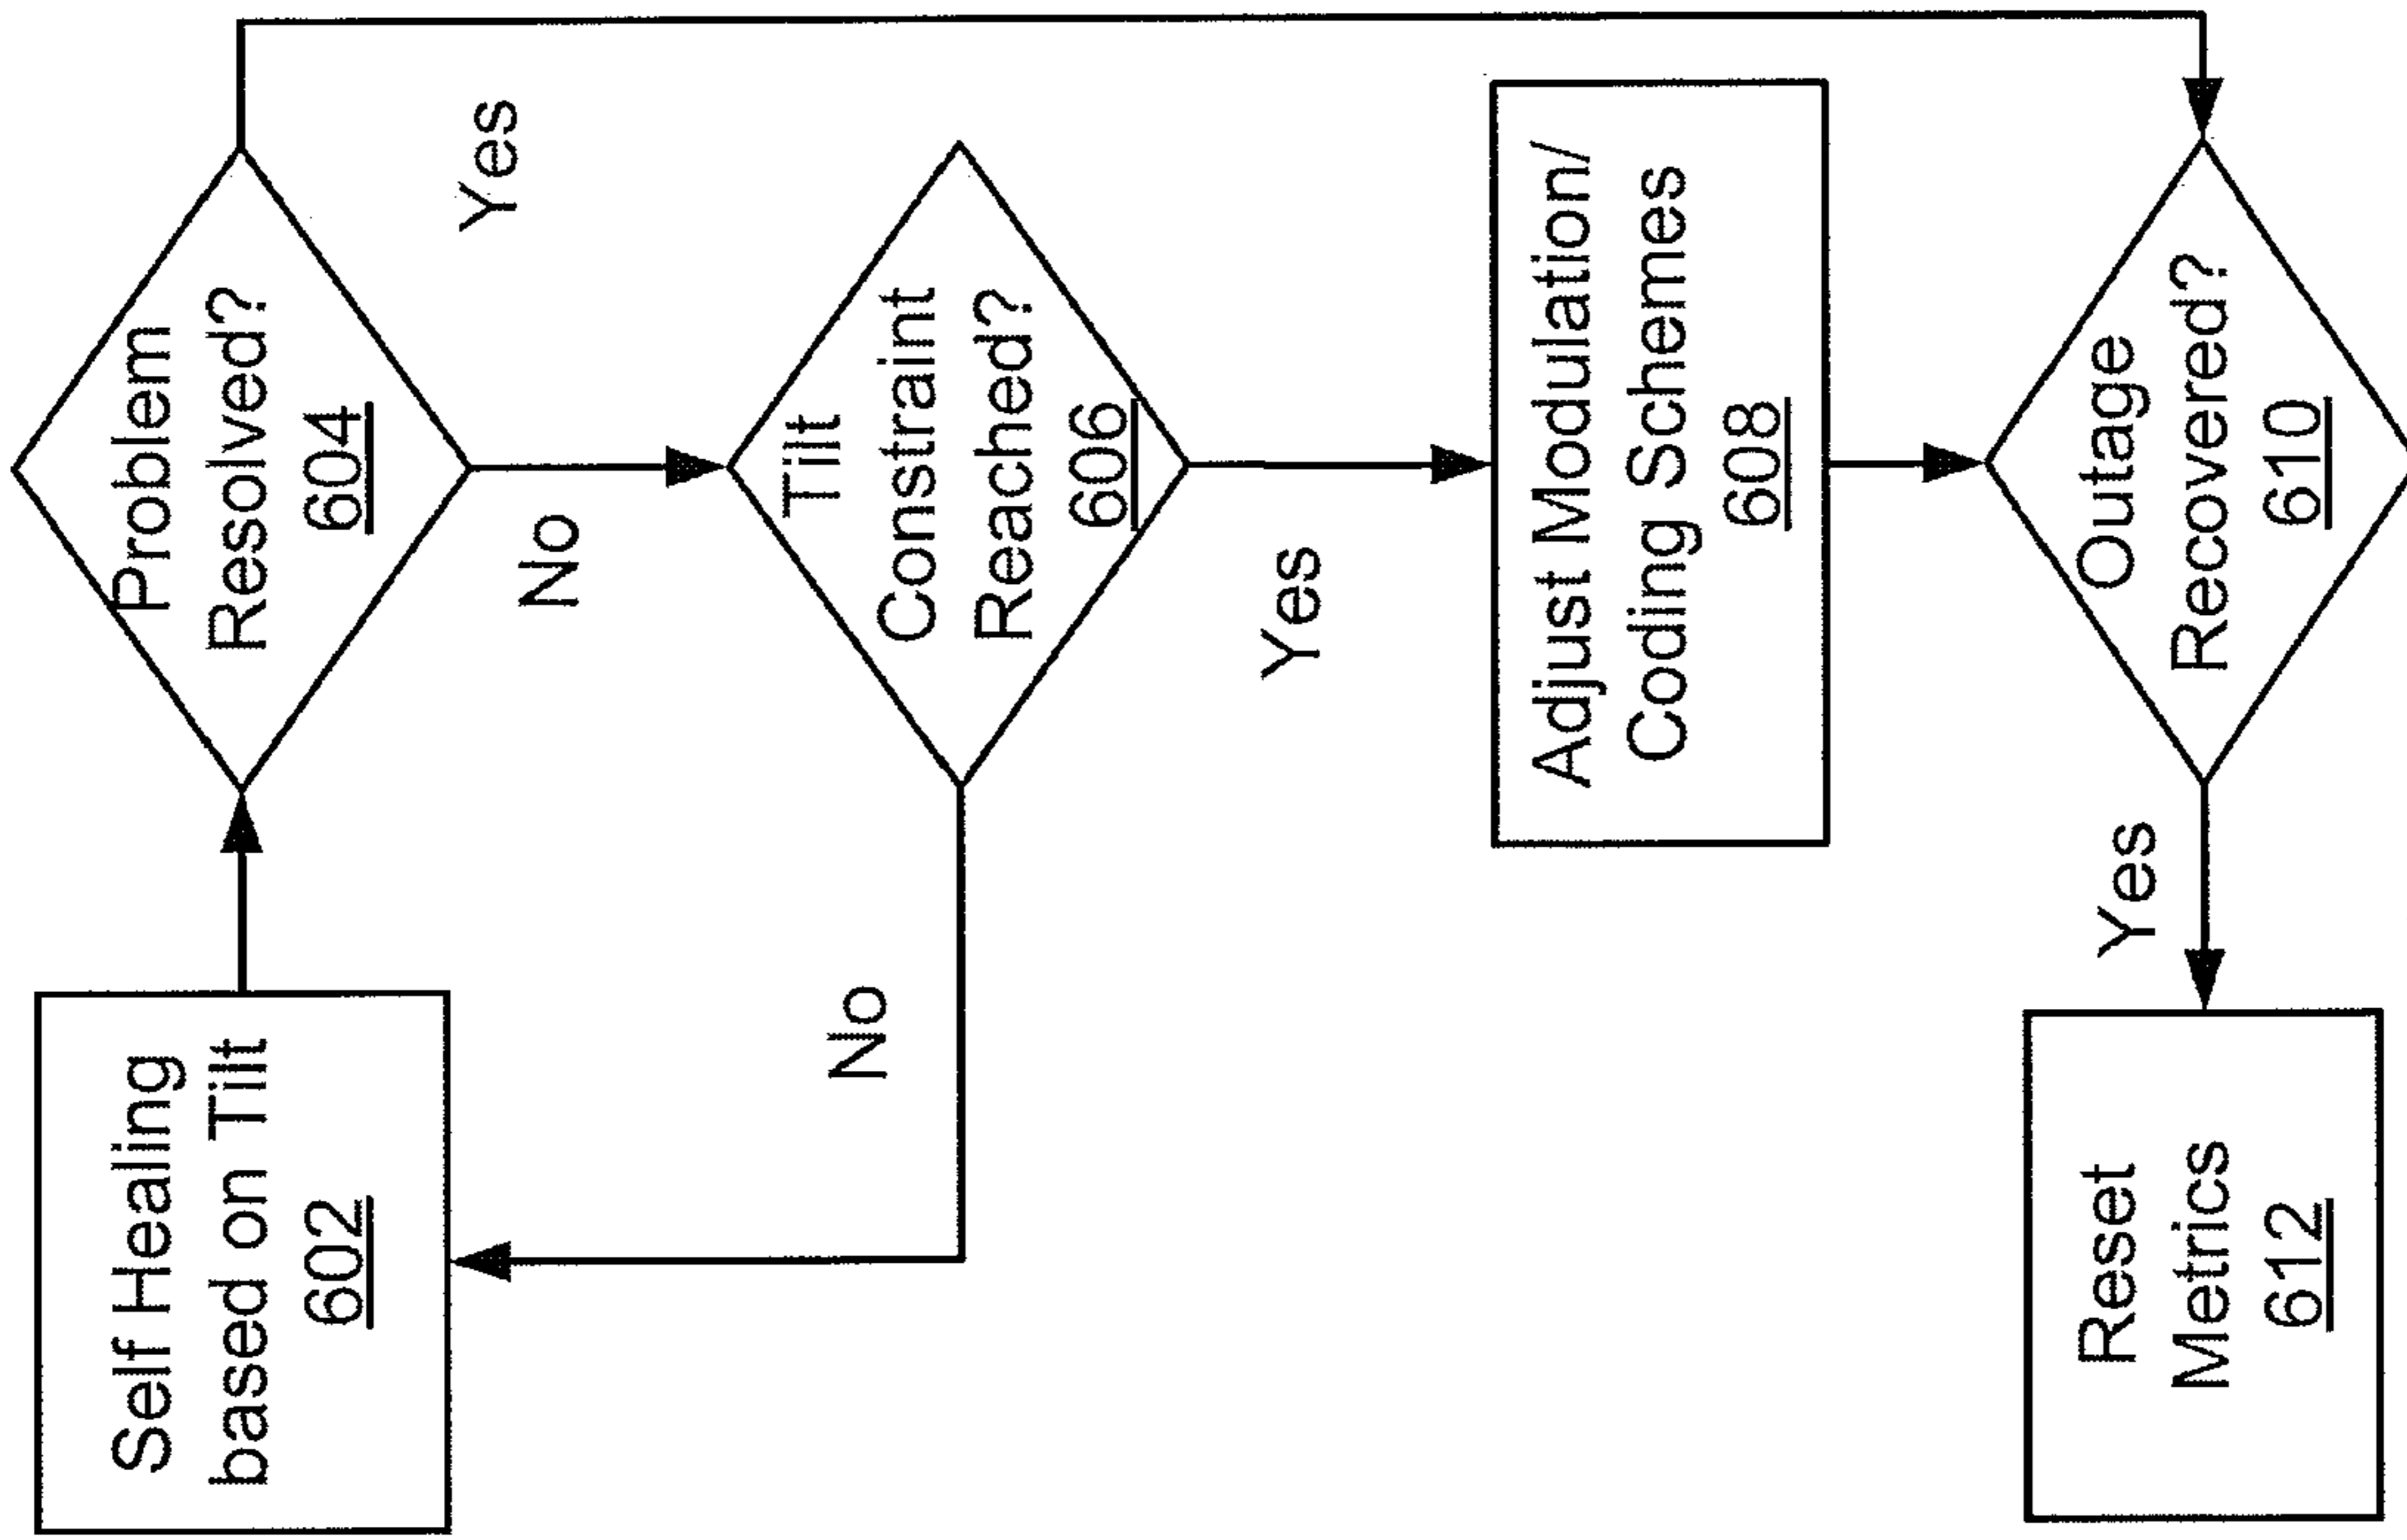 Self Healing
based on Tilt
602
Problem
Resolved?
604
Yes
No
Tilt
Constraint
Reached?
606
No
Yes
Adjust Modulation/
Coding Schemes
608
Outage
Recovered?
610
Yes
Reset
Metrics
612